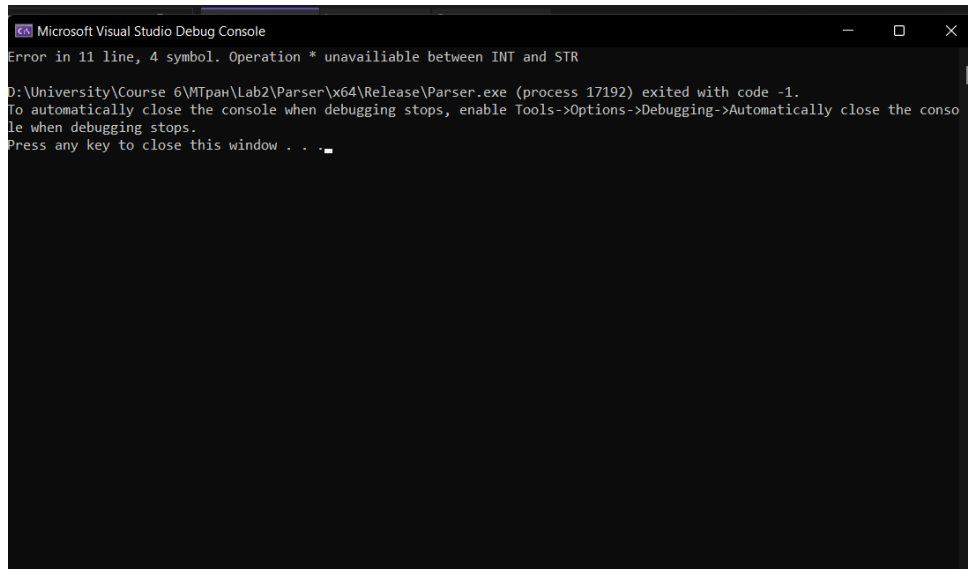 Microsoft Visual Studio Debug Console
Error in 11 line, 4 symbol. Operation * unavailiable between INT and STR
D:\University\Course 6\МТран\Lab2\Parser\x64\Release\Parser.exe (process 17192) exited with code -1.
To automatically close the console when debugging stops, enable Tools->Options->Debugging->Automatically close the conso
le when debugging stops.
Press any key to close this window . . .